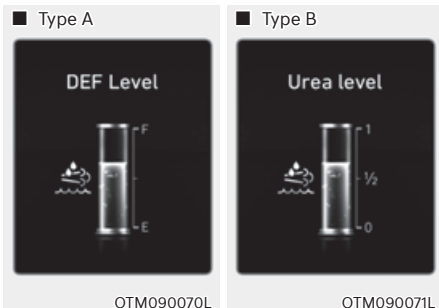 ■ Type A
DEF Level
F
E
OTM090070L
■ Type B
Urea level
1
½
0
OTM090071L